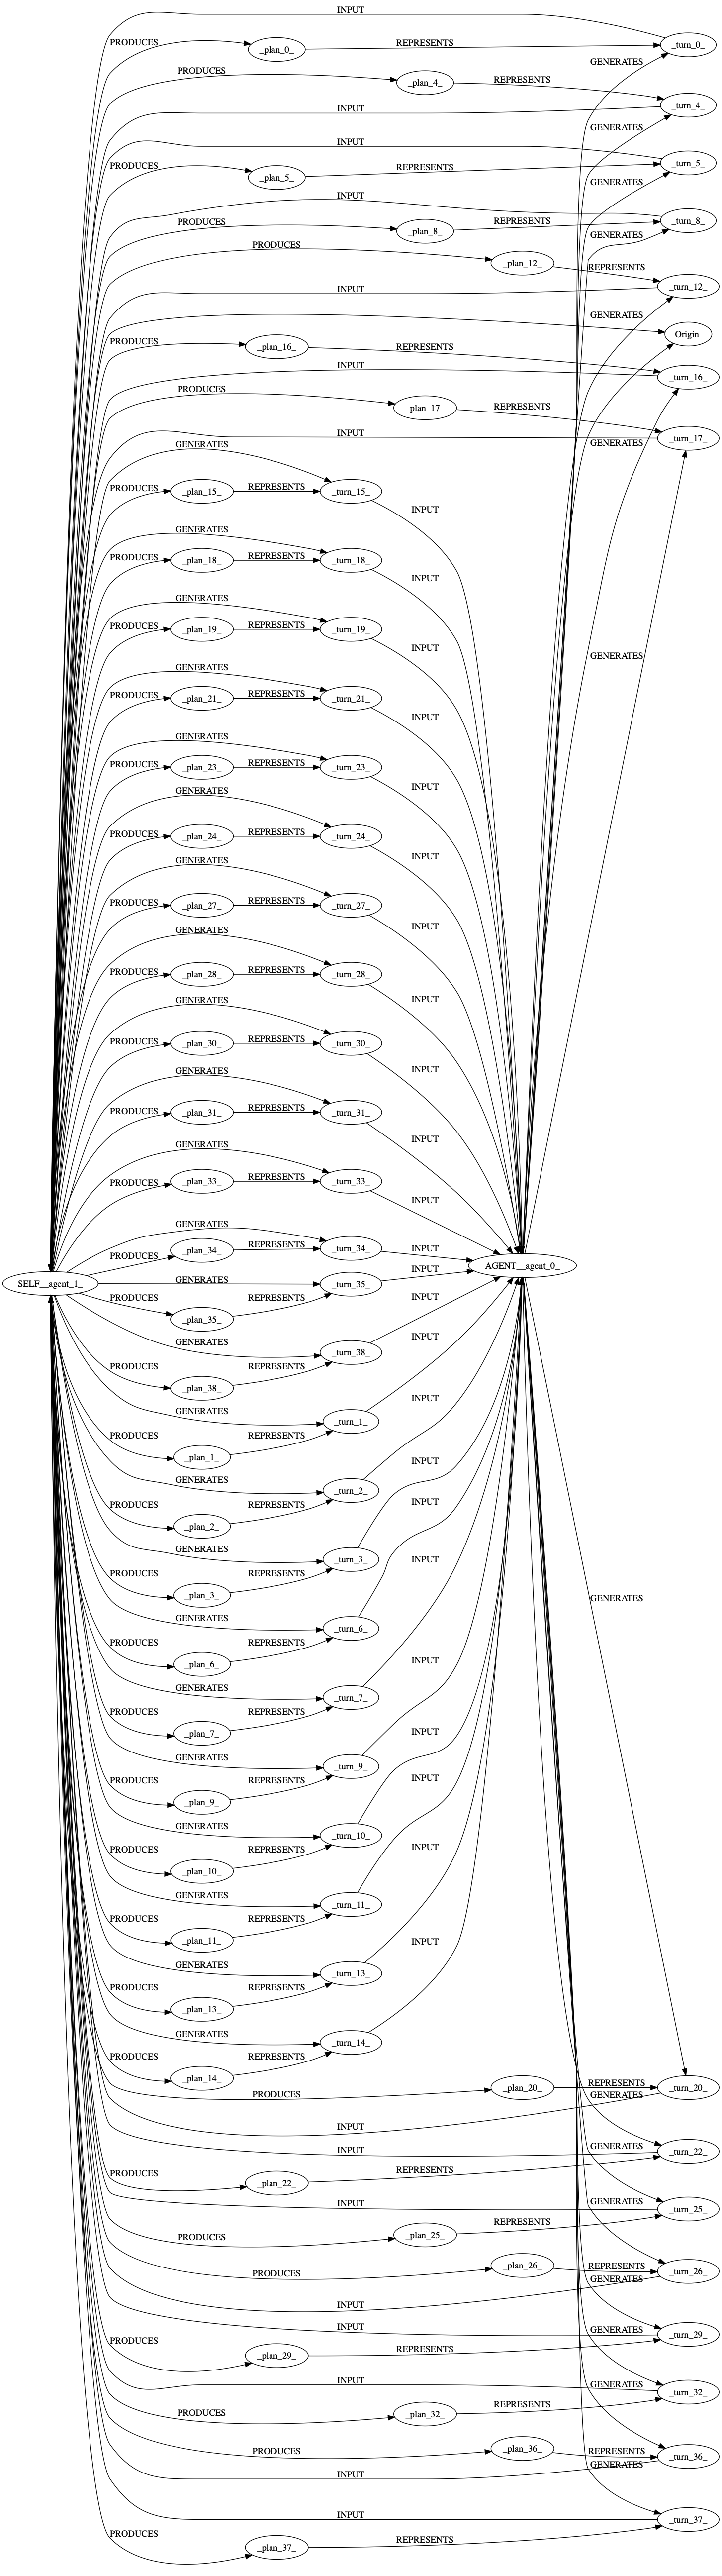 INPUT
PRODUCES _plan_0_ REPRESENTS _turn_0_
GENERATES
PRODUCES _plan_4_ REPRESENTS _turn_4_
INPUT
GENERATES
INPUT
PRODUCES _plan_5_ REPRESENTS _turn_5_
GENERATES
INPUT
PRODUCES _plan_8_ REPRESENTS _turn_8_
GENERATES
PRODUCES _plan_12_ REPRESENTS _turn_12_
INPUT
GENERATES
Origin
PRODUCES _plan_16_ REPRESENTS _turn_16_
INPUT
PRODUCES _plan_17_ REPRESENTS _turn_17_
INPUT GENERATES
GENERATES
PRODUCES _plan_15_ REPRESENTS _turn_15_
INPUT
GENERATES
PRODUCES _plan_18_ REPRESENTS _turn_18_
INPUT
GENERATES
PRODUCES _plan_19_ REPRESENTS _turn_19_
INPUT
GENERATES
GENERATES
PRODUCES _plan_21_ REPRESENTS _turn_21_
INPUT
GENERATES
PRODUCES _plan_23_ REPRESENTS _turn_23_
INPUT
GENERATES
PRODUCES _plan_24_ REPRESENTS _turn_24_
INPUT
GENERATES
PRODUCES _plan_27_ REPRESENTS _turn_27_
INPUT
GENERATES
PRODUCES _plan_28_ REPRESENTS _turn_28_
INPUT
GENERATES
PRODUCES _plan_30_ REPRESENTS _turn_30_
INPUT
GENERATES
PRODUCES _plan_31_ REPRESENTS _turn_31_
INPUT
GENERATES
PRODUCES _plan_33_ REPRESENTS _turn_33_
INPUT
GENERATES
PRODUCES _plan_34_ REPRESENTS _turn_34_
INPUT
AGENT__agent_0_
SELF__agent_1_
GENERATES _turn_35_ INPUT
PRODUCES _plan_35_ REPRESENTS
GENERATES _turn_38_ INPUT
PRODUCES _plan_38_ REPRESENTS
GENERATES _turn_1_ INPUT
PRODUCES _plan_1_ REPRESENTS
GENERATES _turn_2_ INPUT
PRODUCES _plan_2_ REPRESENTS
GENERATES _turn_3_ INPUT
PRODUCES _plan_3_ REPRESENTS
GENERATES
GENERATES _turn_6_ INPUT
PRODUCES _plan_6_ REPRESENTS
GENERATES _turn_7_ INPUT
PRODUCES _plan_7_ REPRESENTS
GENERATES _turn_9_ INPUT
PRODUCES _plan_9_ REPRESENTS
GENERATES _turn_10_ INPUT
PRODUCES _plan_10_ REPRESENTS
GENERATES _turn_11_ INPUT
PRODUCES _plan_11_ REPRESENTS
GENERATES _turn_13_ INPUT
PRODUCES _plan_13_ REPRESENTS
GENERATES _turn_14_ INPUT
PRODUCES _plan_14_ REPRESENTS
PRODUCES _plan_20_ REPRESENTS _turn_20_
GENERATES
INPUT
GENERATES
INPUT _turn_22_
PRODUCES _plan_22_ REPRESENTS
GENERATES
INPUT _turn_25_
PRODUCES _plan_25_ REPRESENTS
PRODUCES _plan_26_ REPRESENTS _turn_26_
GENERATES
INPUT
GENERATES
INPUT _turn_29_
PRODUCES _plan_29_ REPRESENTS
INPUT GENERATES _turn_32_
PRODUCES _plan_32_ REPRESENTS
PRODUCES _plan_36_ REPRESENTS _turn_36_
GENERATES
INPUT
INPUT _turn_37_
PRODUCES _plan_37_ REPRESENTS